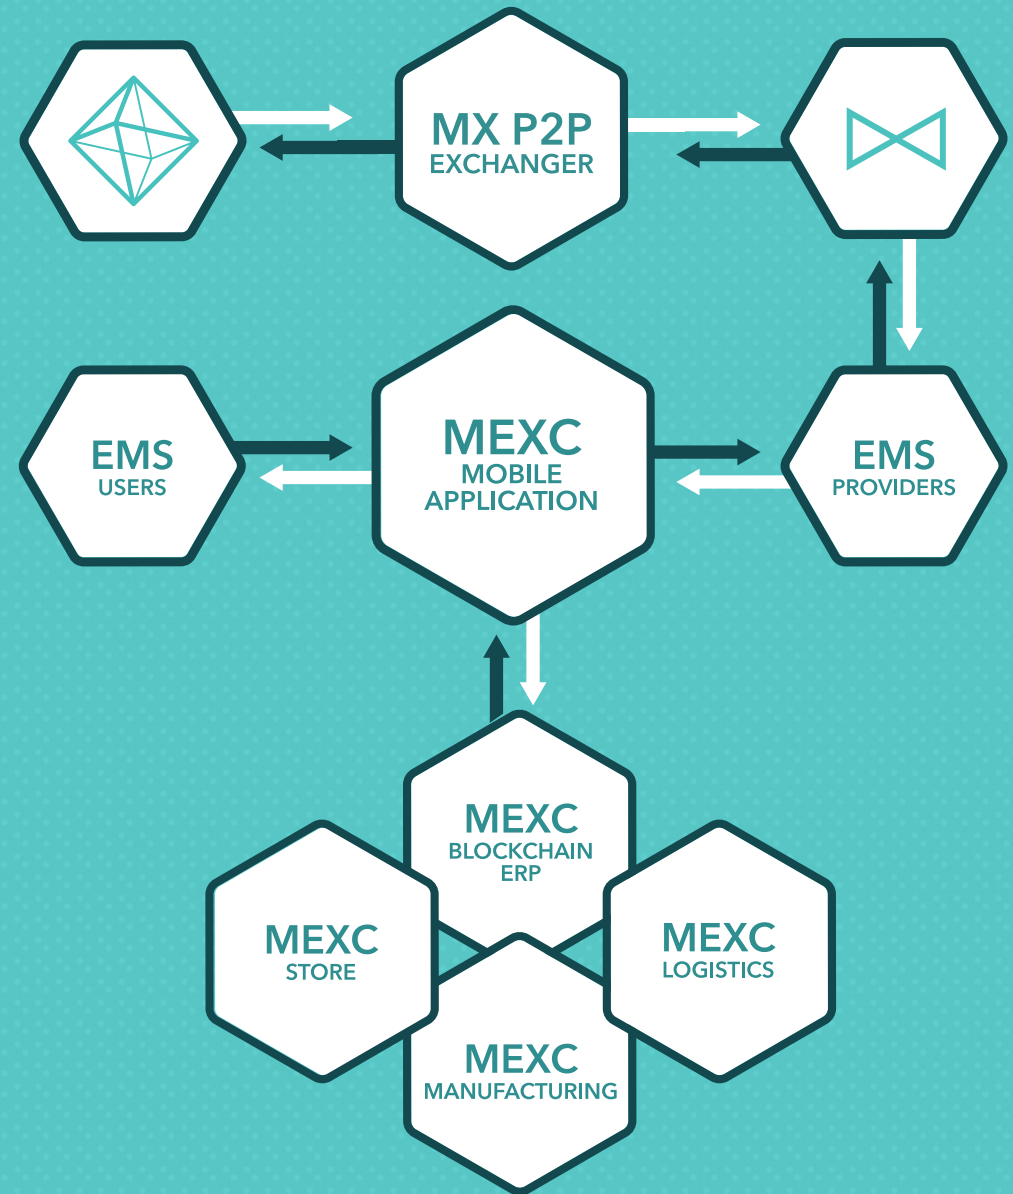 MX P2P
EXCHANGER
EMS
USERS
MEXC
MOBILE
APPLICATION
EMS
PROVIDERS
MEXC
BLOCKCHAIN
ERP
MEXC
STORE
MEXC
LOGISTICS
MEXC
MANUFACTURING